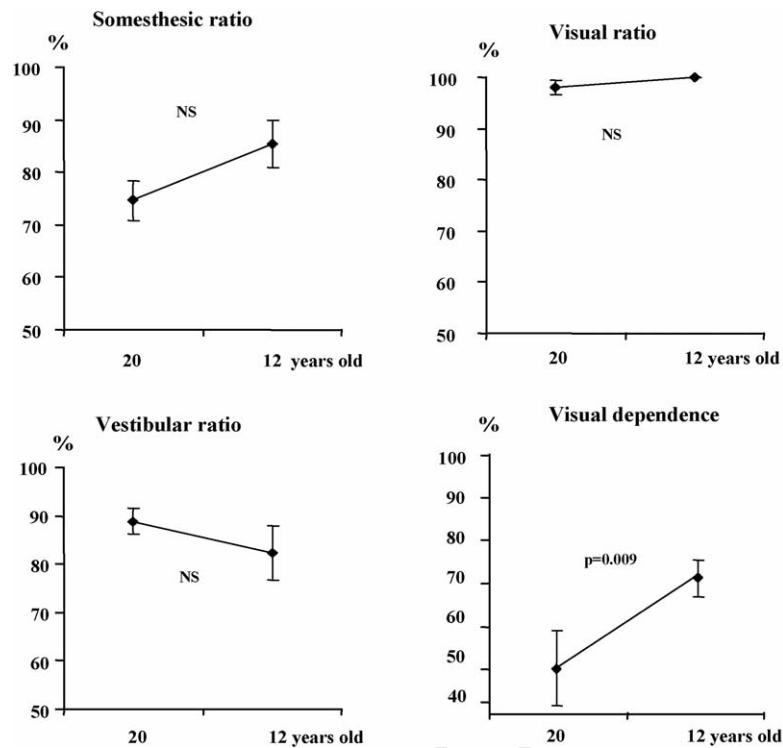 Somesthesic ratio
%
100
90
80
70
60
50
NS
20 12 years old
Visual ratio
%
100
90
80
70
60
50
NS
20 12 years old
Vestibular ratio
%
100
90
80
70
60
50
NS
20 12 years old
Visual dependence
%
100
90
80
70
60
50
40
p=0.009
20 12 years old